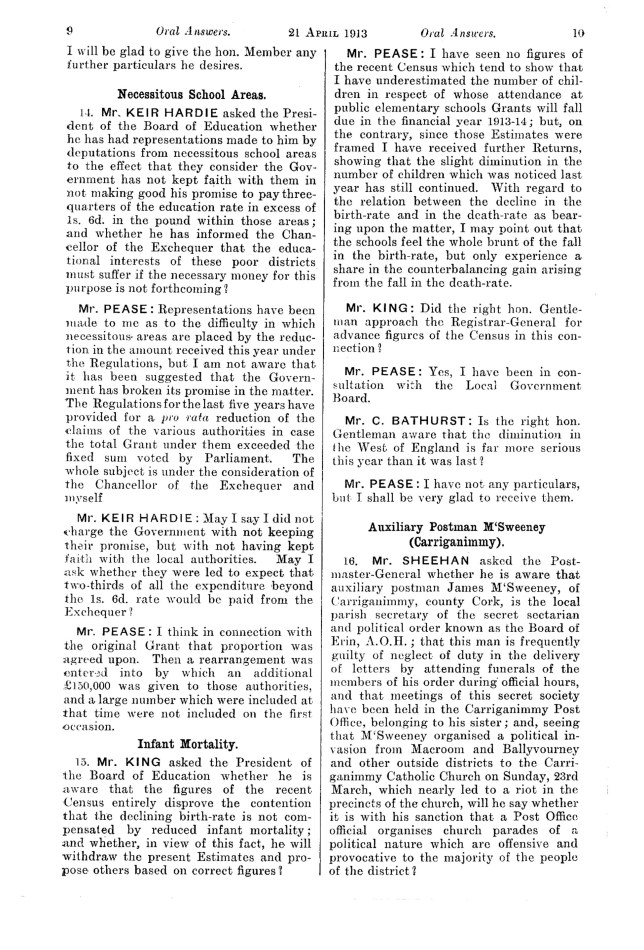 9 Oral Answers. 21 APRIL 1913 Oral Answers. 10
I will be glad to give the hon. Member any
further particulars he desires.
Necessitous School Areas.
14. Mr. KEIR HARDIE asked the Presi-
dent of the Board of Education whether
he has had representations made to him by
deputations from necessitous school areas
to the effect that they consider the Gov-
ernment has not kept faith with them in
not making good his promise to pay three-
quarters of the education rate in excess of
1s. 6d. in the pound within those areas;
and whether he has informed the Chan-
cellor of the Exchequer that the educa-
tional interests of these poor districts
must suffer if the necessary money for this
purpose is not forthcoming?
Mr. PEASE: Representations have been
made to me as to the difficulty in which
necessitous areas are placed by the reduc-
tion in the amount received this year under
the Regulations, but I am not aware that
it has been suggested that the Govern-
ment has broken its promise in the matter.
The Regulations for the last five years have
provided for a pro rata reduction of the
claims of the various authorities in case
the total Grant under them exceeded the
fixed sum voted by Parliament. The
whole subject is under the consideration of
the Chancellor of the Exchequer and
myself
Mr. KEIR HARDIE: May I say I did not
charge the Government with not keeping
their promise, but with not having kept
faith with the local authorities. May I
ask whether they were led to expect that
two-thirds of all the expenditure beyond
the 1s. 6d. rate would be paid from the
Exchequer?
Mr. PEASE: I think in connection with
the original Grant that proportion was
agreed upon. Then a rearrangement was
entered into by which an additional
£150,000 was given to those authorities,
and a large number which were included at
that time were not included on the first
occasion.
Infant Mortality.
15. Mr. KING asked the President of
the Board of Education whether he is
aware that the figures of the recent
Census entirely disprove the contention
that the declining birth-rate is not com-
pensated by reduced infant mortality;
and whether, in view of this fact, he will
withdraw the present Estimates and pro-
pose others based on correct figures?
Mr. PEASE: I have seen no figures of
the recent Census which tend to show that
I have underestimated the number of chil-
dren in respect of whose attendance at
public elementary schools Grants will fall
due in the financial year 1913-14; but, on
the contrary, since those Estimates were
framed I have received further Returns,
showing that the slight diminution in the
number of children which was noticed last
year has still continued. With regard to
the relation between the decline in the
birth-rate and in the death-rate as bear-
ing upon the matter, I may point out that
the schools feel the whole brunt of the fall
in the birth-rate, but only experience a
share in the counterbalancing gain arising
from the fall in the death-rate.
Mr. KING: Did the right hon. Gentle-
man approach the Registrar-General for
advance figures of the Census in this con-
nection?
Mr. PEASE: Yes, I have been in con-
sultation with the Local Government
Board.
Mr. C. BATHURST: Is the right hon.
Gentleman aware that the diminution in
the West of England is far more serious
this year than it was last?
Mr. PEASE: I have not any particulars,
but I shall be very glad to receive them.
Auxiliary Postman M'Sweeney
(Carriganimmy).
16. Mr. SHEEHAN asked the Post-
master-General whether he is aware that
auxiliary postman James M'Sweeney, of
Carriganimmy, county Cork, is the local
parish secretary of the secret sectarian
and political order known as the Board of
Erin, A.O.H.; that this man is frequently
guilty of neglect of duty in the delivery
of letters by attending funerals of the
members of his order during official hours,
and that meetings of this secret society
have been held in the Carriganimmy Post
Office, belonging to his sister; and, seeing
that M'Sweeney organised a political in-
vasion from Macroom and Ballyvourney
and other outside districts to the Carri-
ganimmy Catholic Church on Sunday, 23rd
March, which nearly led to a riot in the
precincts of the church, will he say whether
it is with his sanction that a Post Office
official organises church parades of a
political nature which are offensive and
provocative to the majority of the people
of the district?